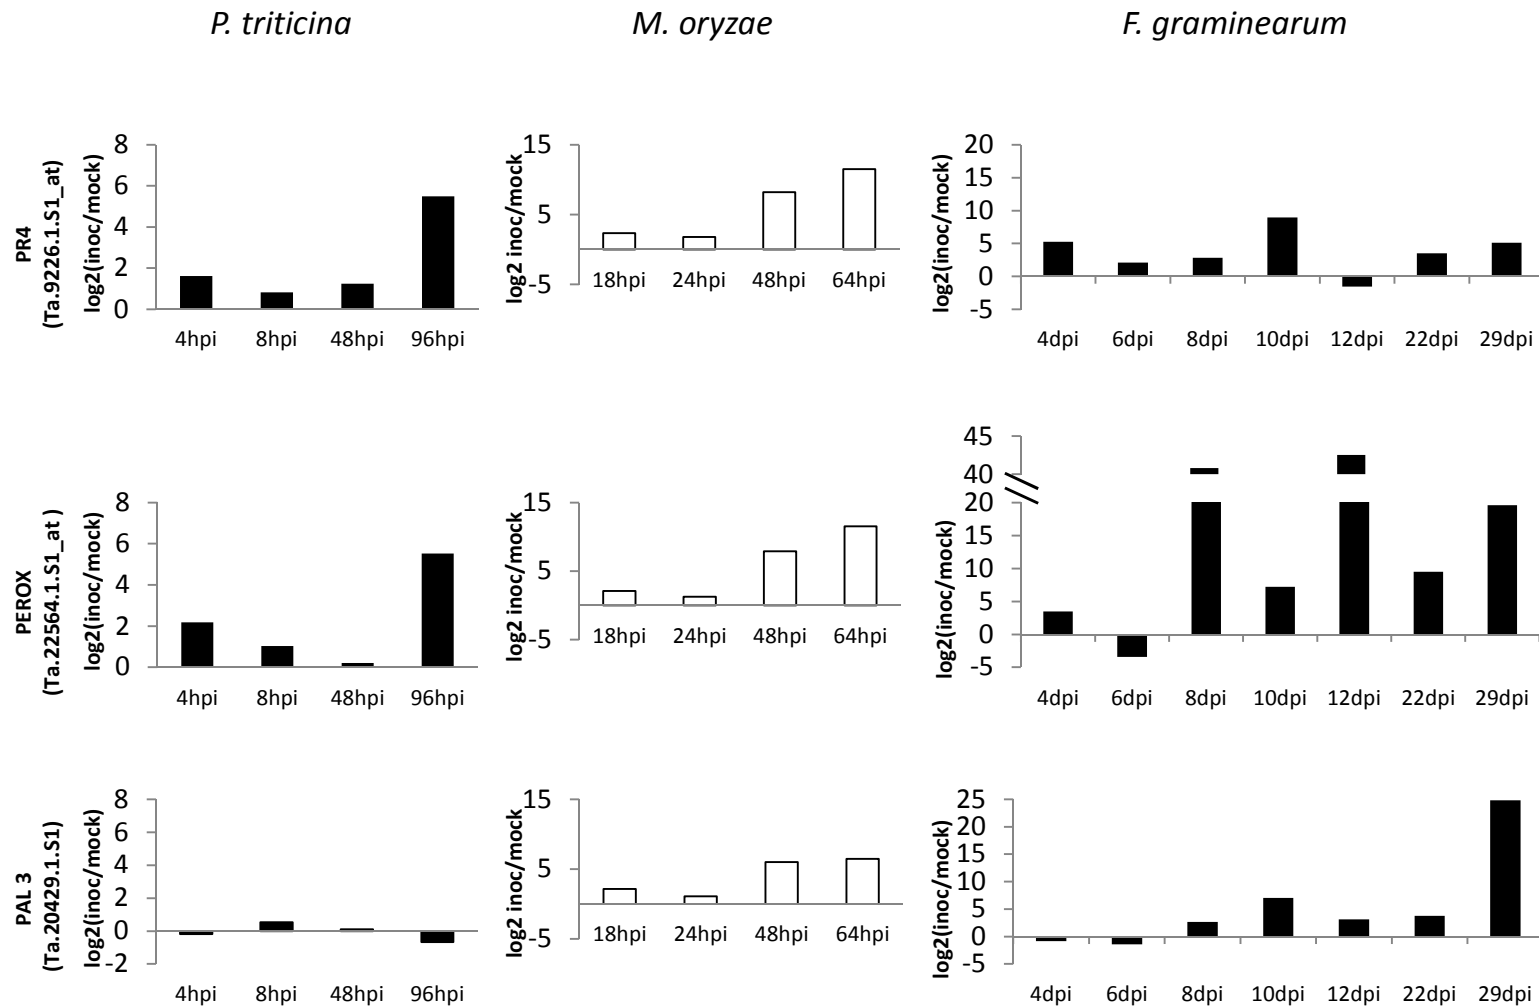 P. triticina
M. oryzae
F. graminearum
PR4
(Ta.9226.1.S1_at)
log2(inoc/mock)
8
6
4
2
0
4hpi 8hpi 48hpi 96hpi
log2 inoc/mock
15
5
-5
18hpi 24hpi 48hpi 64hpi
log2(inoc/mock)
20
15
10
5
0
-5
4dpi 6dpi 8dpi 10dpi 12dpi 22dpi 29dpi
PEROX
(Ta.22564.1.S1_at )
log2(inoc/mock)
8
6
4
2
0
4hpi 8hpi 48hpi 96hpi
log2 inoc/mock
15
5
-5
18hpi 24hpi 48hpi 64hpi
log2(inoc/mock)
45
40
20
15
10
5
0
-5
4dpi 6dpi 8dpi 10dpi 12dpi 22dpi 29dpi
PAL 3
(Ta.20429.1.S1)
log2(inoc/mock)
8
6
4
2
0
-2
4hpi 8hpi 48hpi 96hpi
log2 inoc/mock
15
5
-5
18hpi 24hpi 48hpi 64hpi
log2(inoc/mock)
25
20
15
10
5
0
-5
4dpi 6dpi 8dpi 10dpi 12dpi 22dpi 29dpi